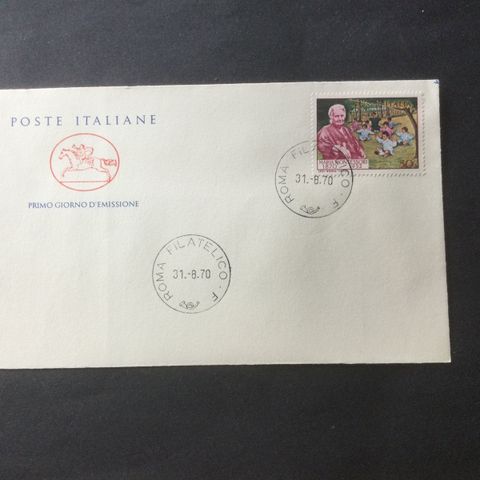 POSTE ITALIANE
PRIMO GIORNO D'EMISSIONE
MARIA MONTESSORI
ROMA FILATELICO · F ·
31.-8.70
ROMA FILATELICO · F ·
31.-8.70